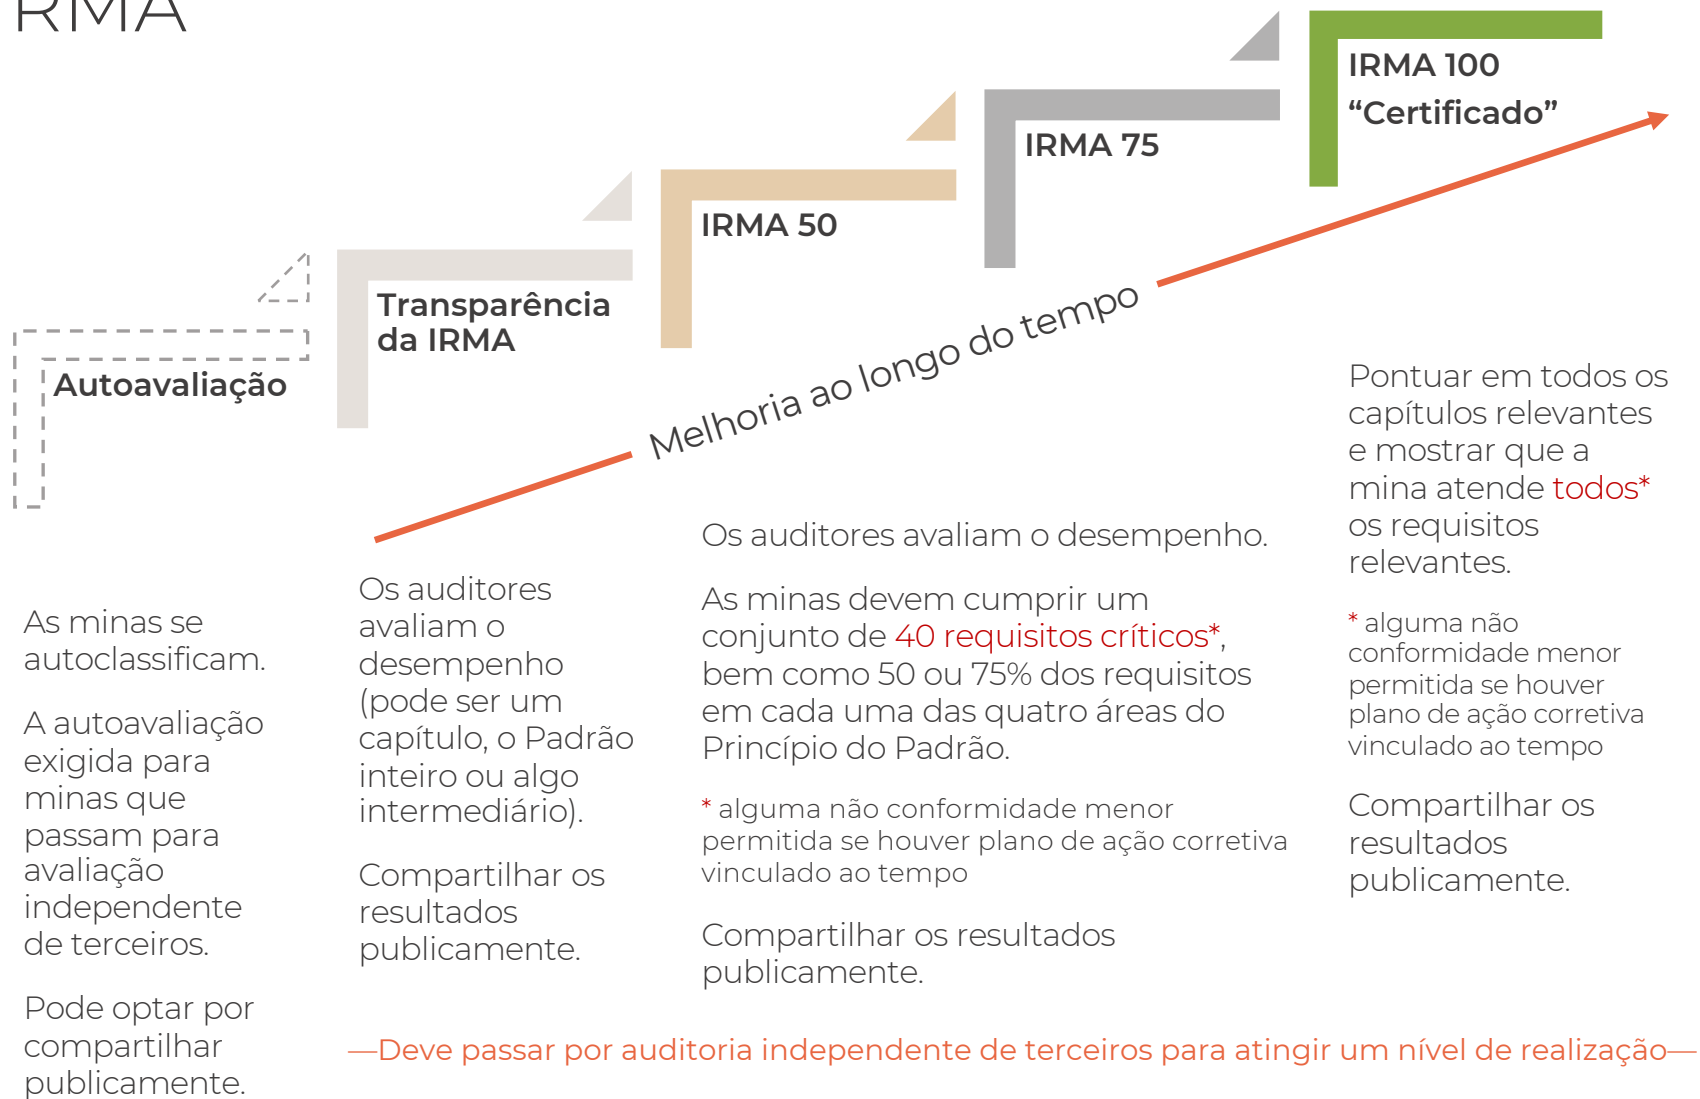 IRMA
IRMA 100
“Certificado”
IRMA 75
IRMA 50
Transparência
da IRMA
Autoavaliação
Melhoria ao longo do tempo
As minas se
autoclassificam.
A autoavaliação
exigida para
minas que
passam para
avaliação
independente
de terceiros.
Pode optar por
compartilhar
publicamente.
Os auditores
avaliam o
desempenho
(pode ser um
capítulo, o Padrão
inteiro ou algo
intermediário).
Compartilhar os
resultados
publicamente.
Os auditores avaliam o desempenho.
As minas devem cumprir um
conjunto de 40 requisitos críticos*,
bem como 50 ou 75% dos requisitos
em cada uma das quatro áreas do
Princípio do Padrão.
* alguma não conformidade menor
permitida se houver plano de ação corretiva
vinculado ao tempo
Compartilhar os resultados
publicamente.
Pontuar em todos os
capítulos relevantes
e mostrar que a
mina atende todos*
os requisitos
relevantes.
* alguma não
conformidade menor
permitida se houver
plano de ação corretiva
vinculado ao tempo
Compartilhar os
resultados
publicamente.
—Deve passar por auditoria independente de terceiros para atingir um nível de realização—